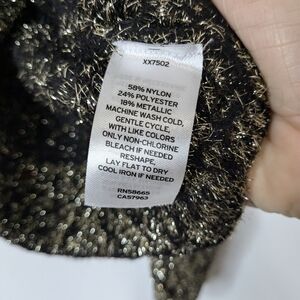 XX7502
58% NYLON
24% POLYESTER
18% METALLIC
MACHINE WASH COLD,
GENTLE CYCLE,
WITH LIKE COLORS
ONLY NON-CHLORINE
BLEACH IF NEEDED
RESHAPE,
LAY FLAT TO DRY
COOL IRON IF NEEDED
RN58665
CA57963